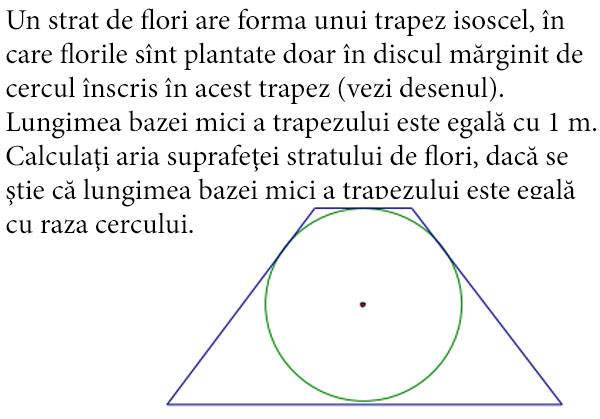 Un strat de flori are forma unui trapez isoscel, în
care florile sînt plantate doar în discul mărginit de
cercul înscris în acest trapez (vezi desenul).
Lungimea bazei mici a trapezului este egală cu 1 m.
Calculaţi aria suprafeţei stratului de flori, dacă se
ştie că lungimea bazei mici a trapezului este egală
cu raza cercului.